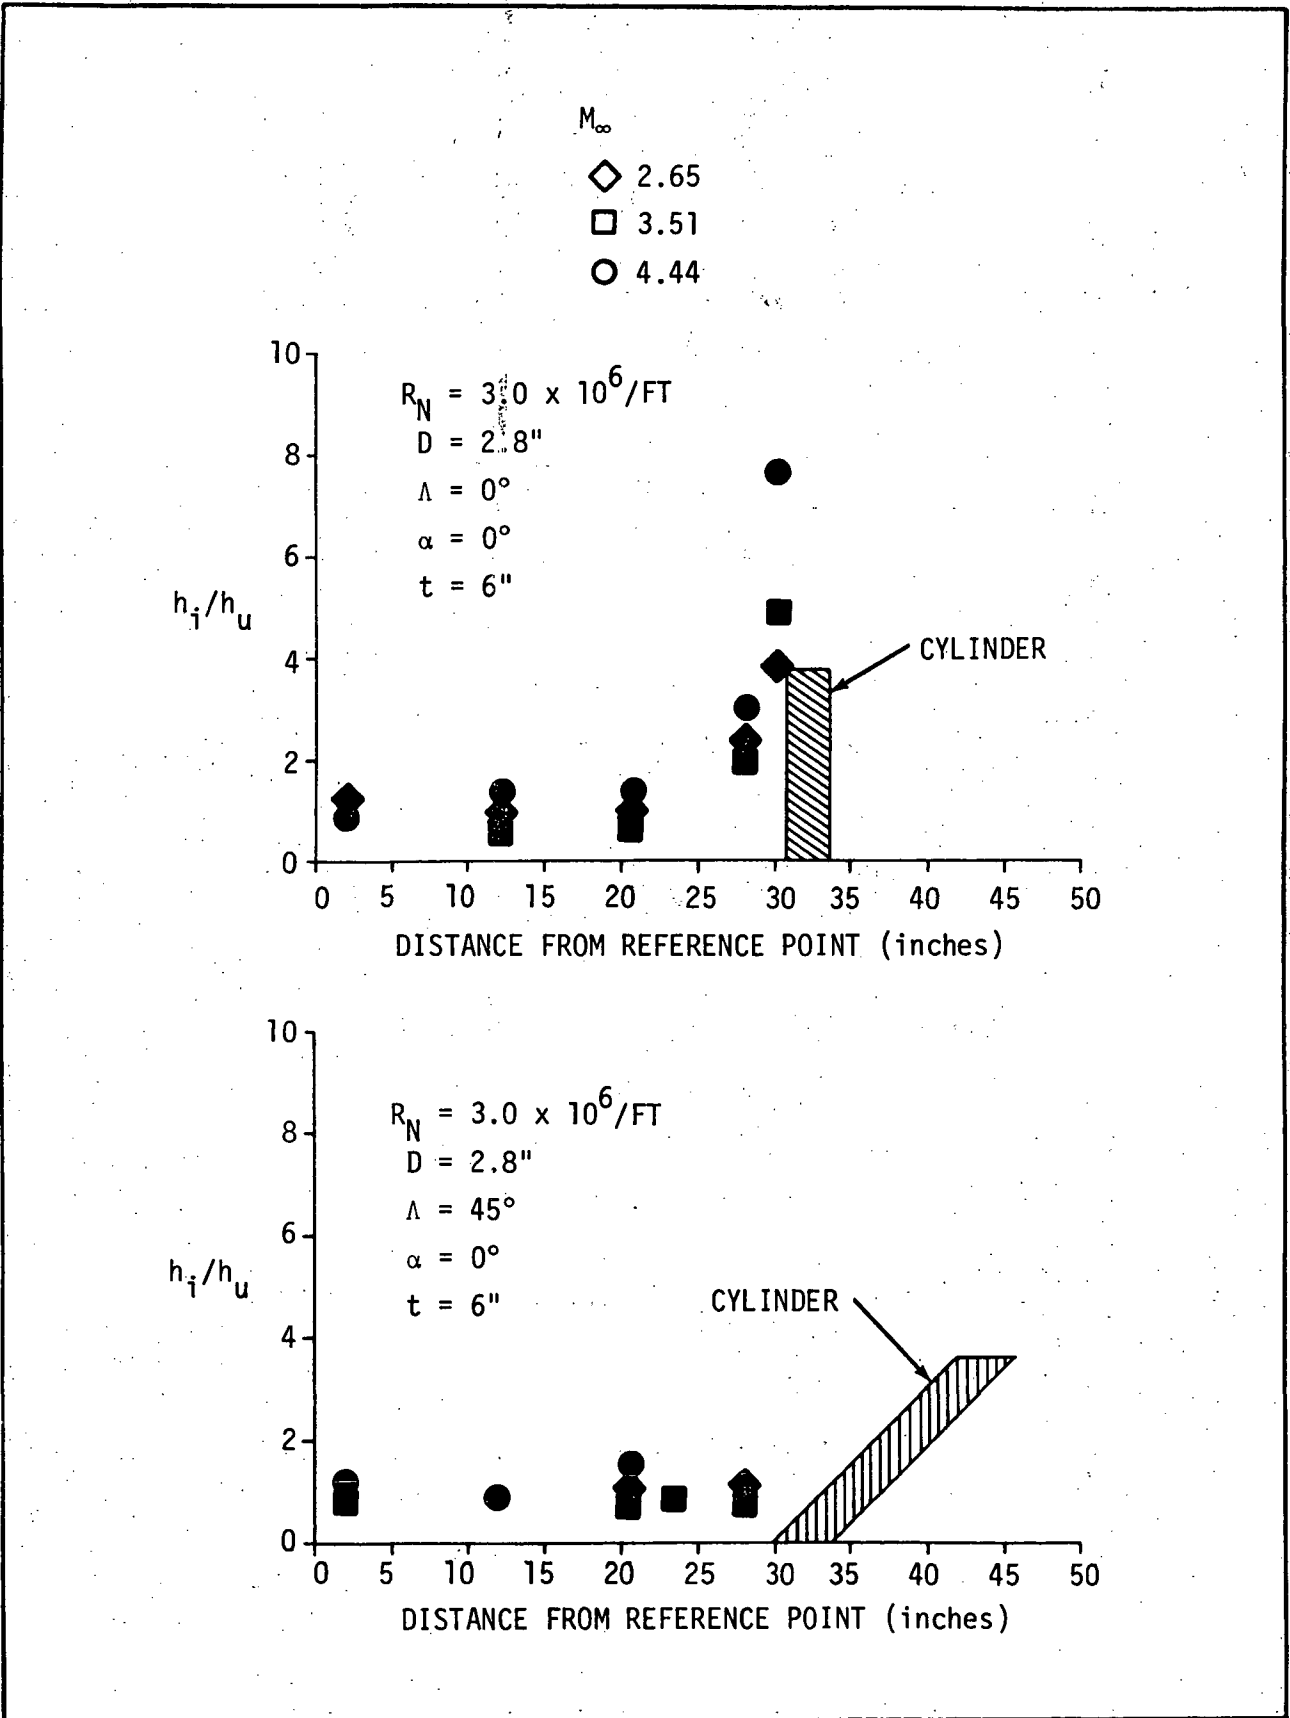 M∞
◇ 2.65
□ 3.51
○ 4.44
10
8
6
4
2
0
h_i/h_u
R_N = 3.0 x 10^6/FT
D = 2.8"
Λ = 0°
α = 0°
t = 6"
CYLINDER
0 5 10 15 20 25 30 35 40 45 50
DISTANCE FROM REFERENCE POINT (inches)
10
8
6
4
2
0
h_i/h_u
R_N = 3.0 x 10^6/FT
D = 2.8"
Λ = 45°
α = 0°
t = 6"
CYLINDER
0 5 10 15 20 25 30 35 40 45 50
DISTANCE FROM REFERENCE POINT (inches)